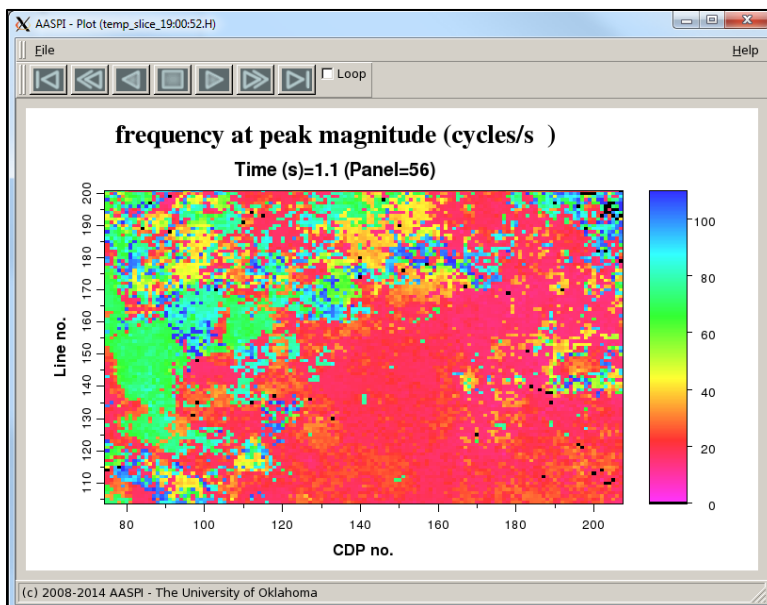 AASPI - Plot (temp_slice_19:00:52.H)
File Help
Loop
frequency at peak magnitude (cycles/s )
Time (s)=1.1 (Panel=56)
200
190
180
170
160
150
140
130
120
110
Line no.
80 100 120 140 160 180 200
CDP no.
100
80
60
40
20
0
(c) 2008-2014 AASPI - The University of Oklahoma